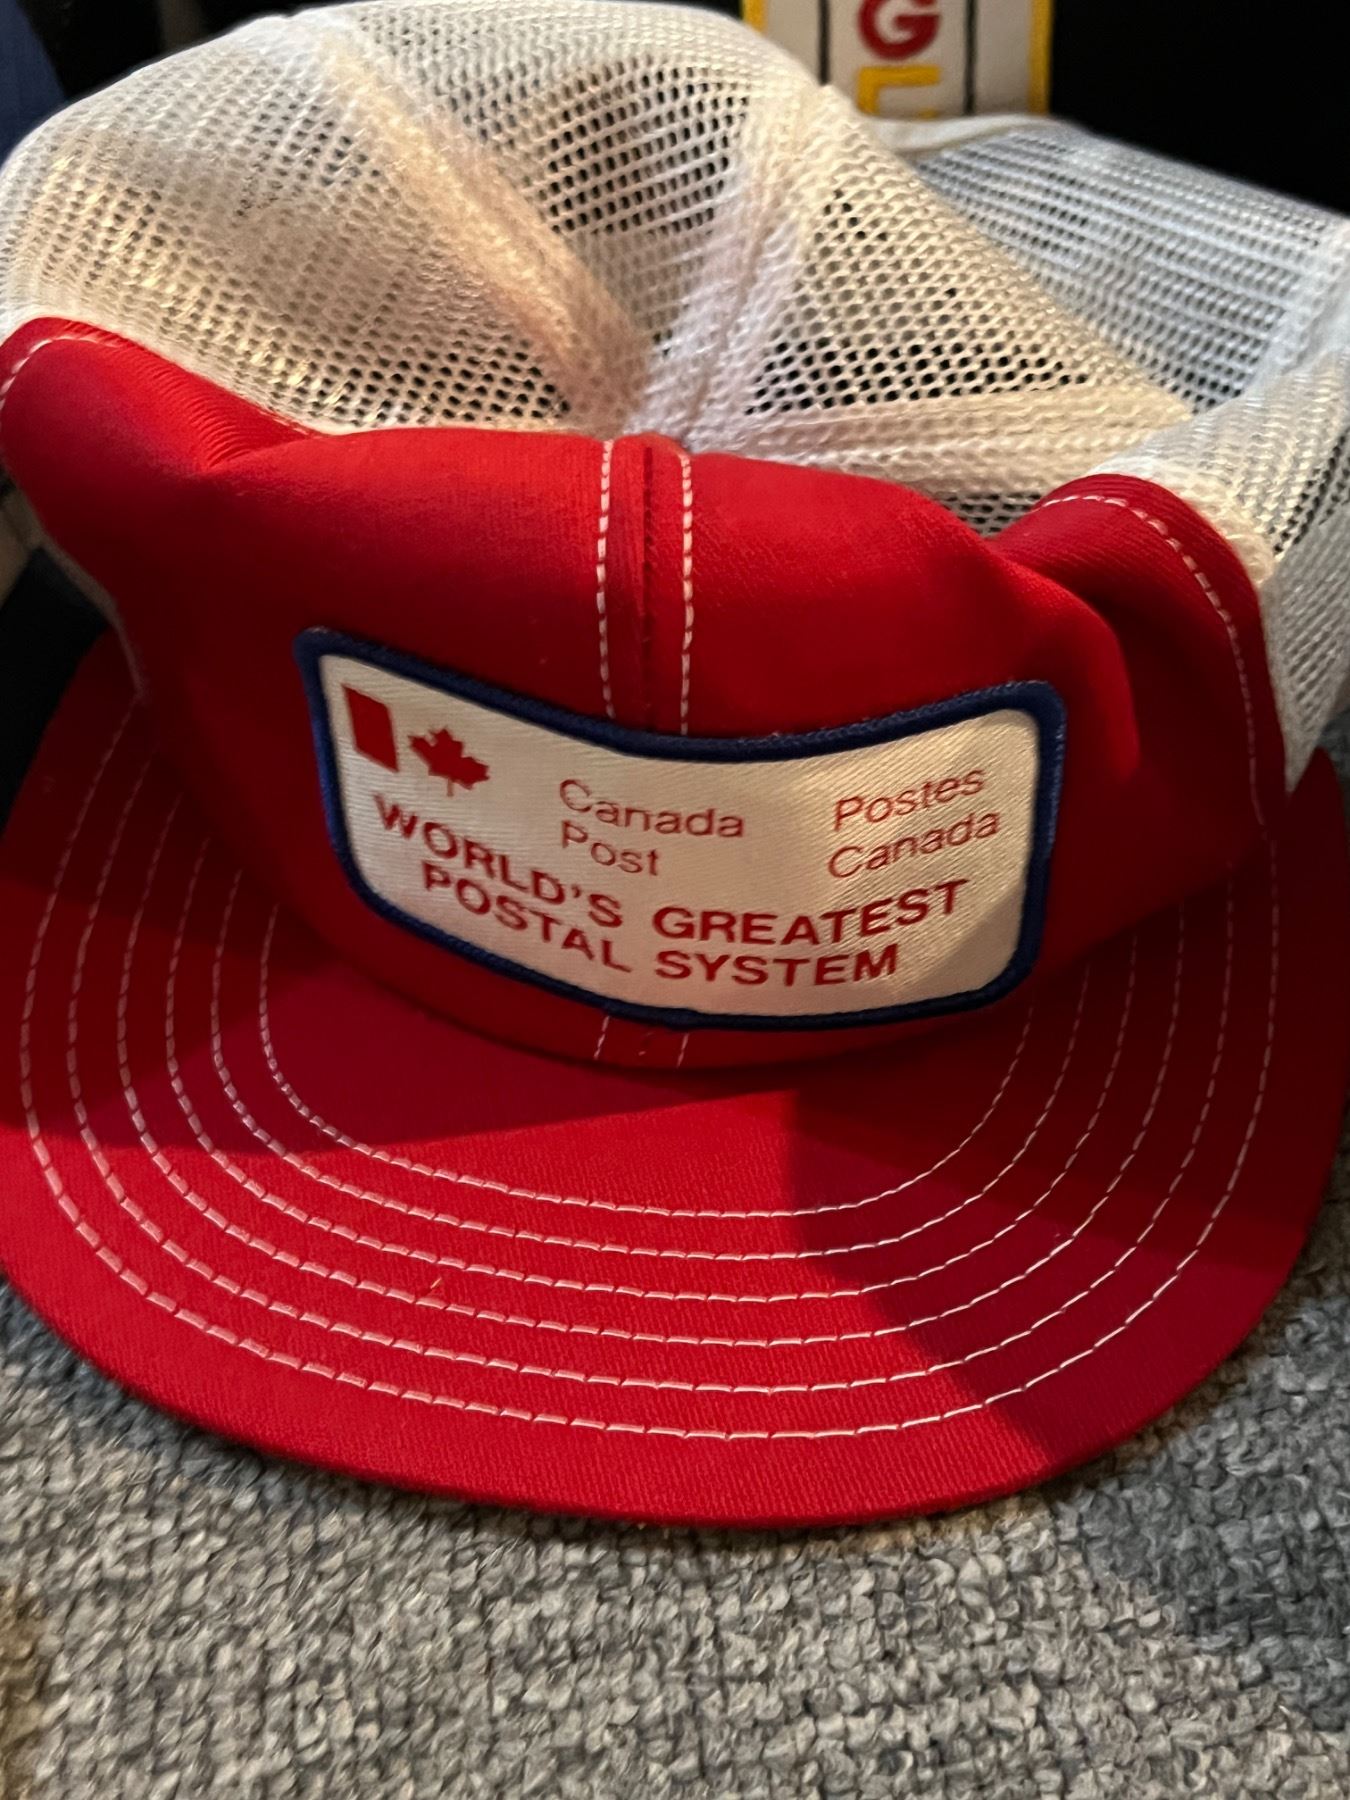 G
E
Canada Post
Postes Canada
WORLD'S GREATEST
POSTAL SYSTEM